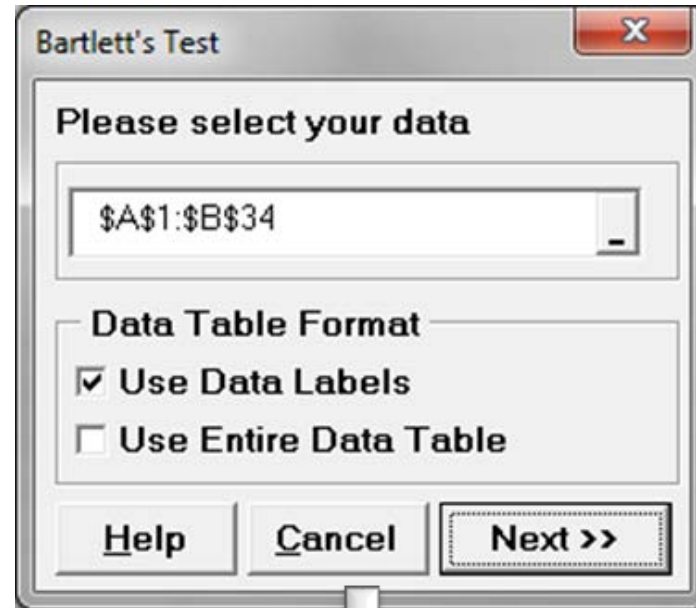 Bartlett's Test
Please select your data
$A$1:$B$34
Data Table Format
Use Data Labels
Use Entire Data Table
Help Cancel Next >>